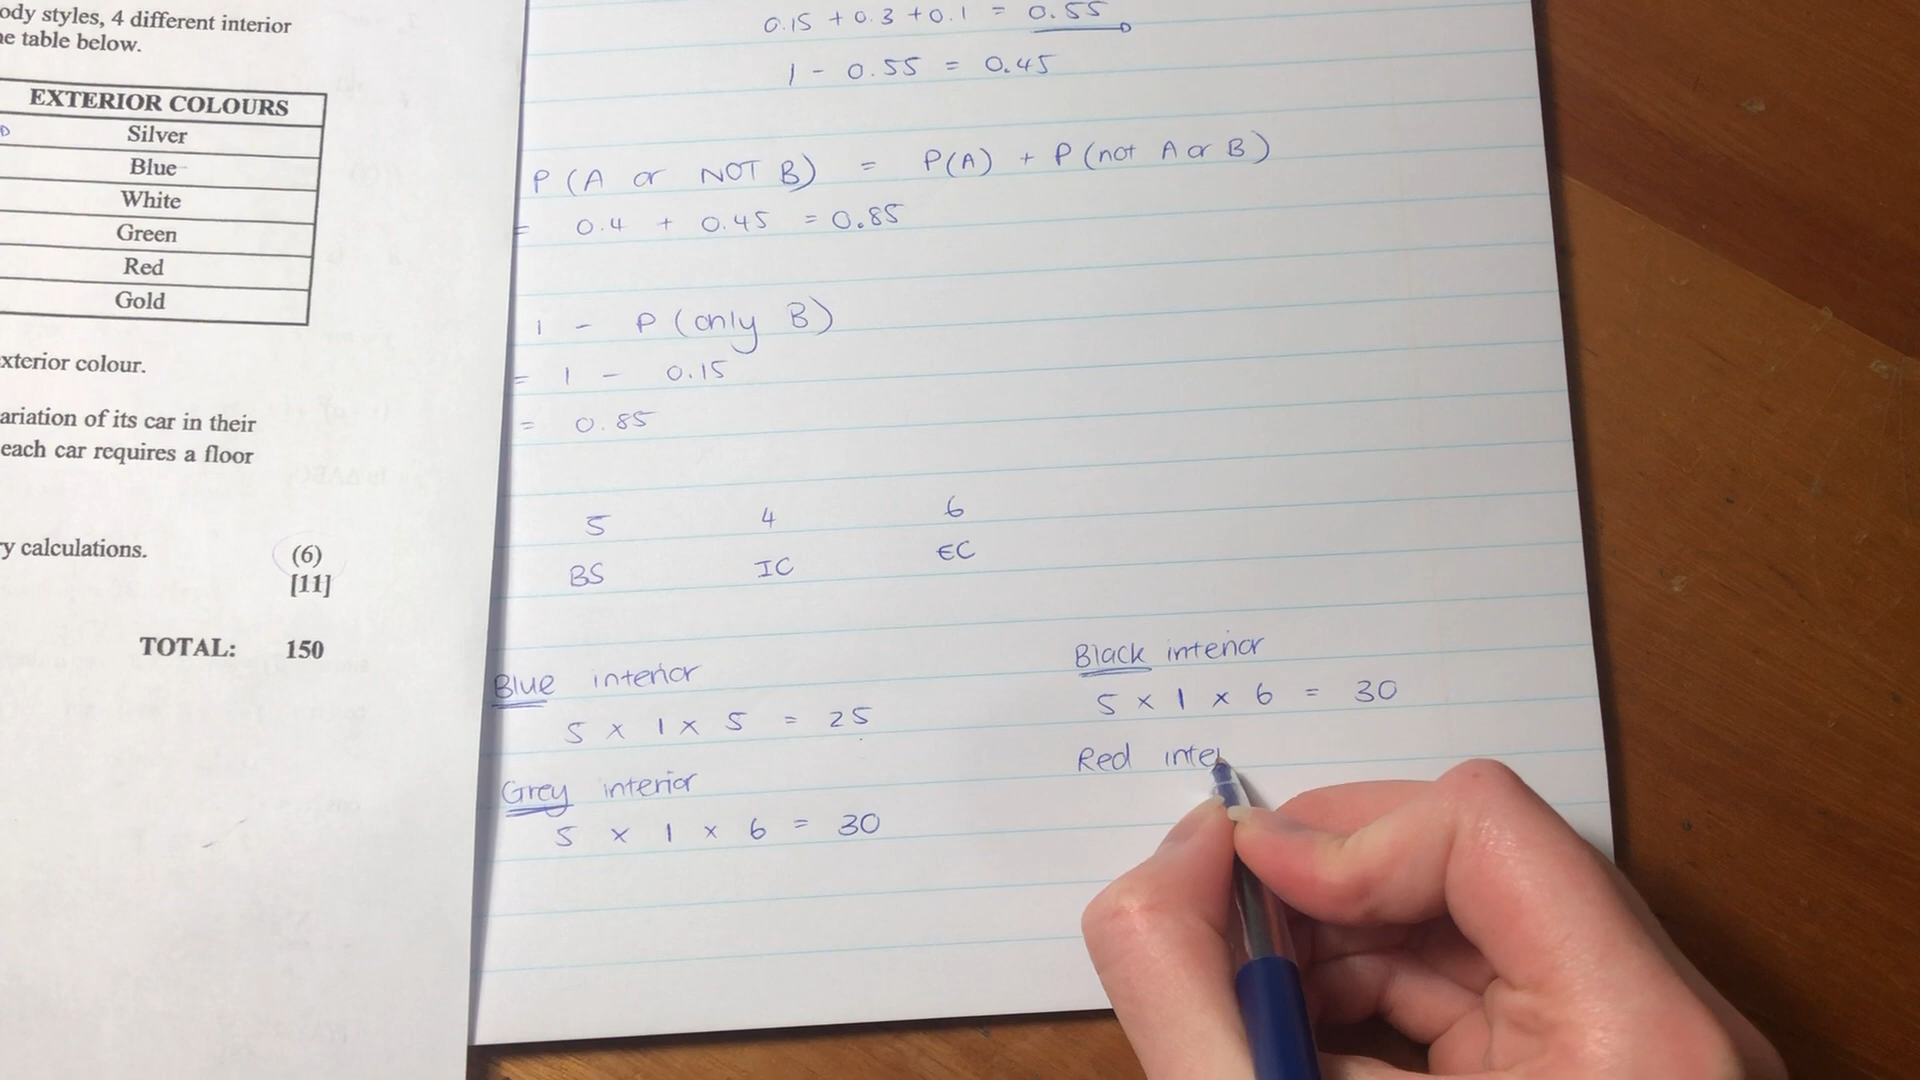 ody styles, 4 different interior
e table below.
EXTERIOR COLOURS
Silver
Blue
White
Green
Red
Gold
xterior colour.
ariation of its car in their
each car requires a floor
y calculations. (6)
[11]
TOTAL: 150
0.15 + 0.3 + 0.1 = 0.55
1 - 0.55 = 0.45
P (A or NOT B) = P(A) + P(not A or B)
= 0.4 + 0.45 = 0.85
1 - P (only B)
= 1 - 0.15
= 0.85
5 4 6
BS IC EC
Blue interior
5 x 1 x 5 = 25
Grey interior
5 x 1 x 6 = 30
Black interior
5 x 1 x 6 = 30
Red inte